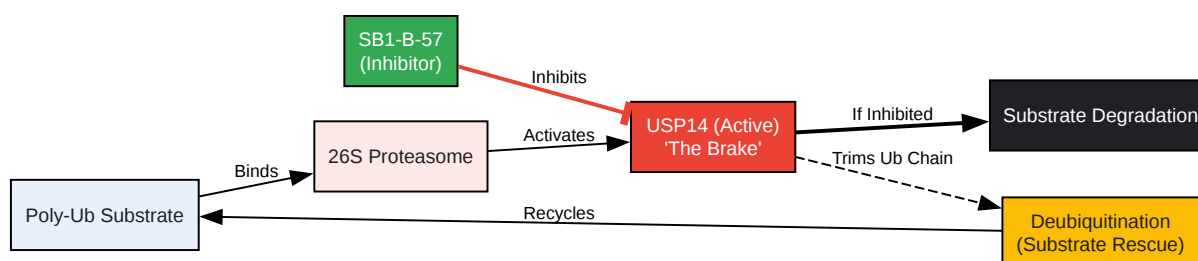 SB1-B-57
(Inhibitor)
Inhibits
USP14 (Active)
'The Brake'
If Inhibited
Substrate Degradation
26S Proteasome
Activates
Trims Ub Chain
Binds
Poly-Ub Substrate
Recycles
Deubiquitination
(Substrate Rescue)